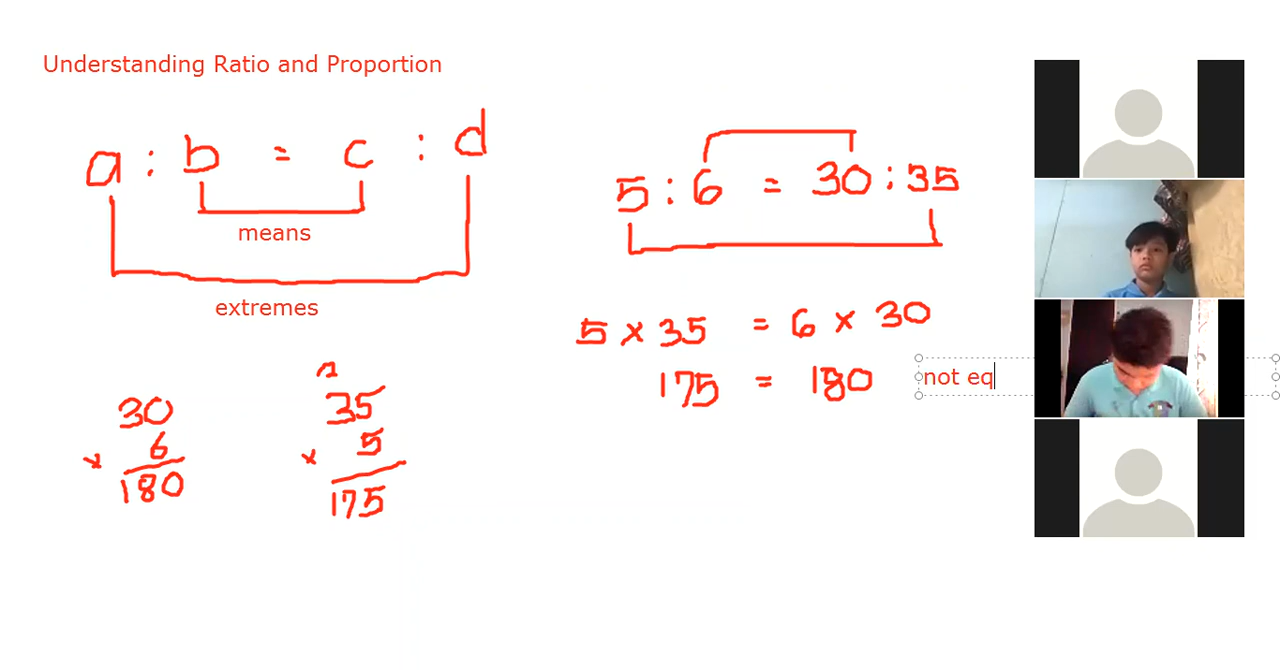 Understanding Ratio and Proportion
a : b = c : d
means
extremes
5 : 6 = 30 : 35
5 × 35 = 6 × 30
175 = 180
not eq
30
× 6
180
35
× 5
175